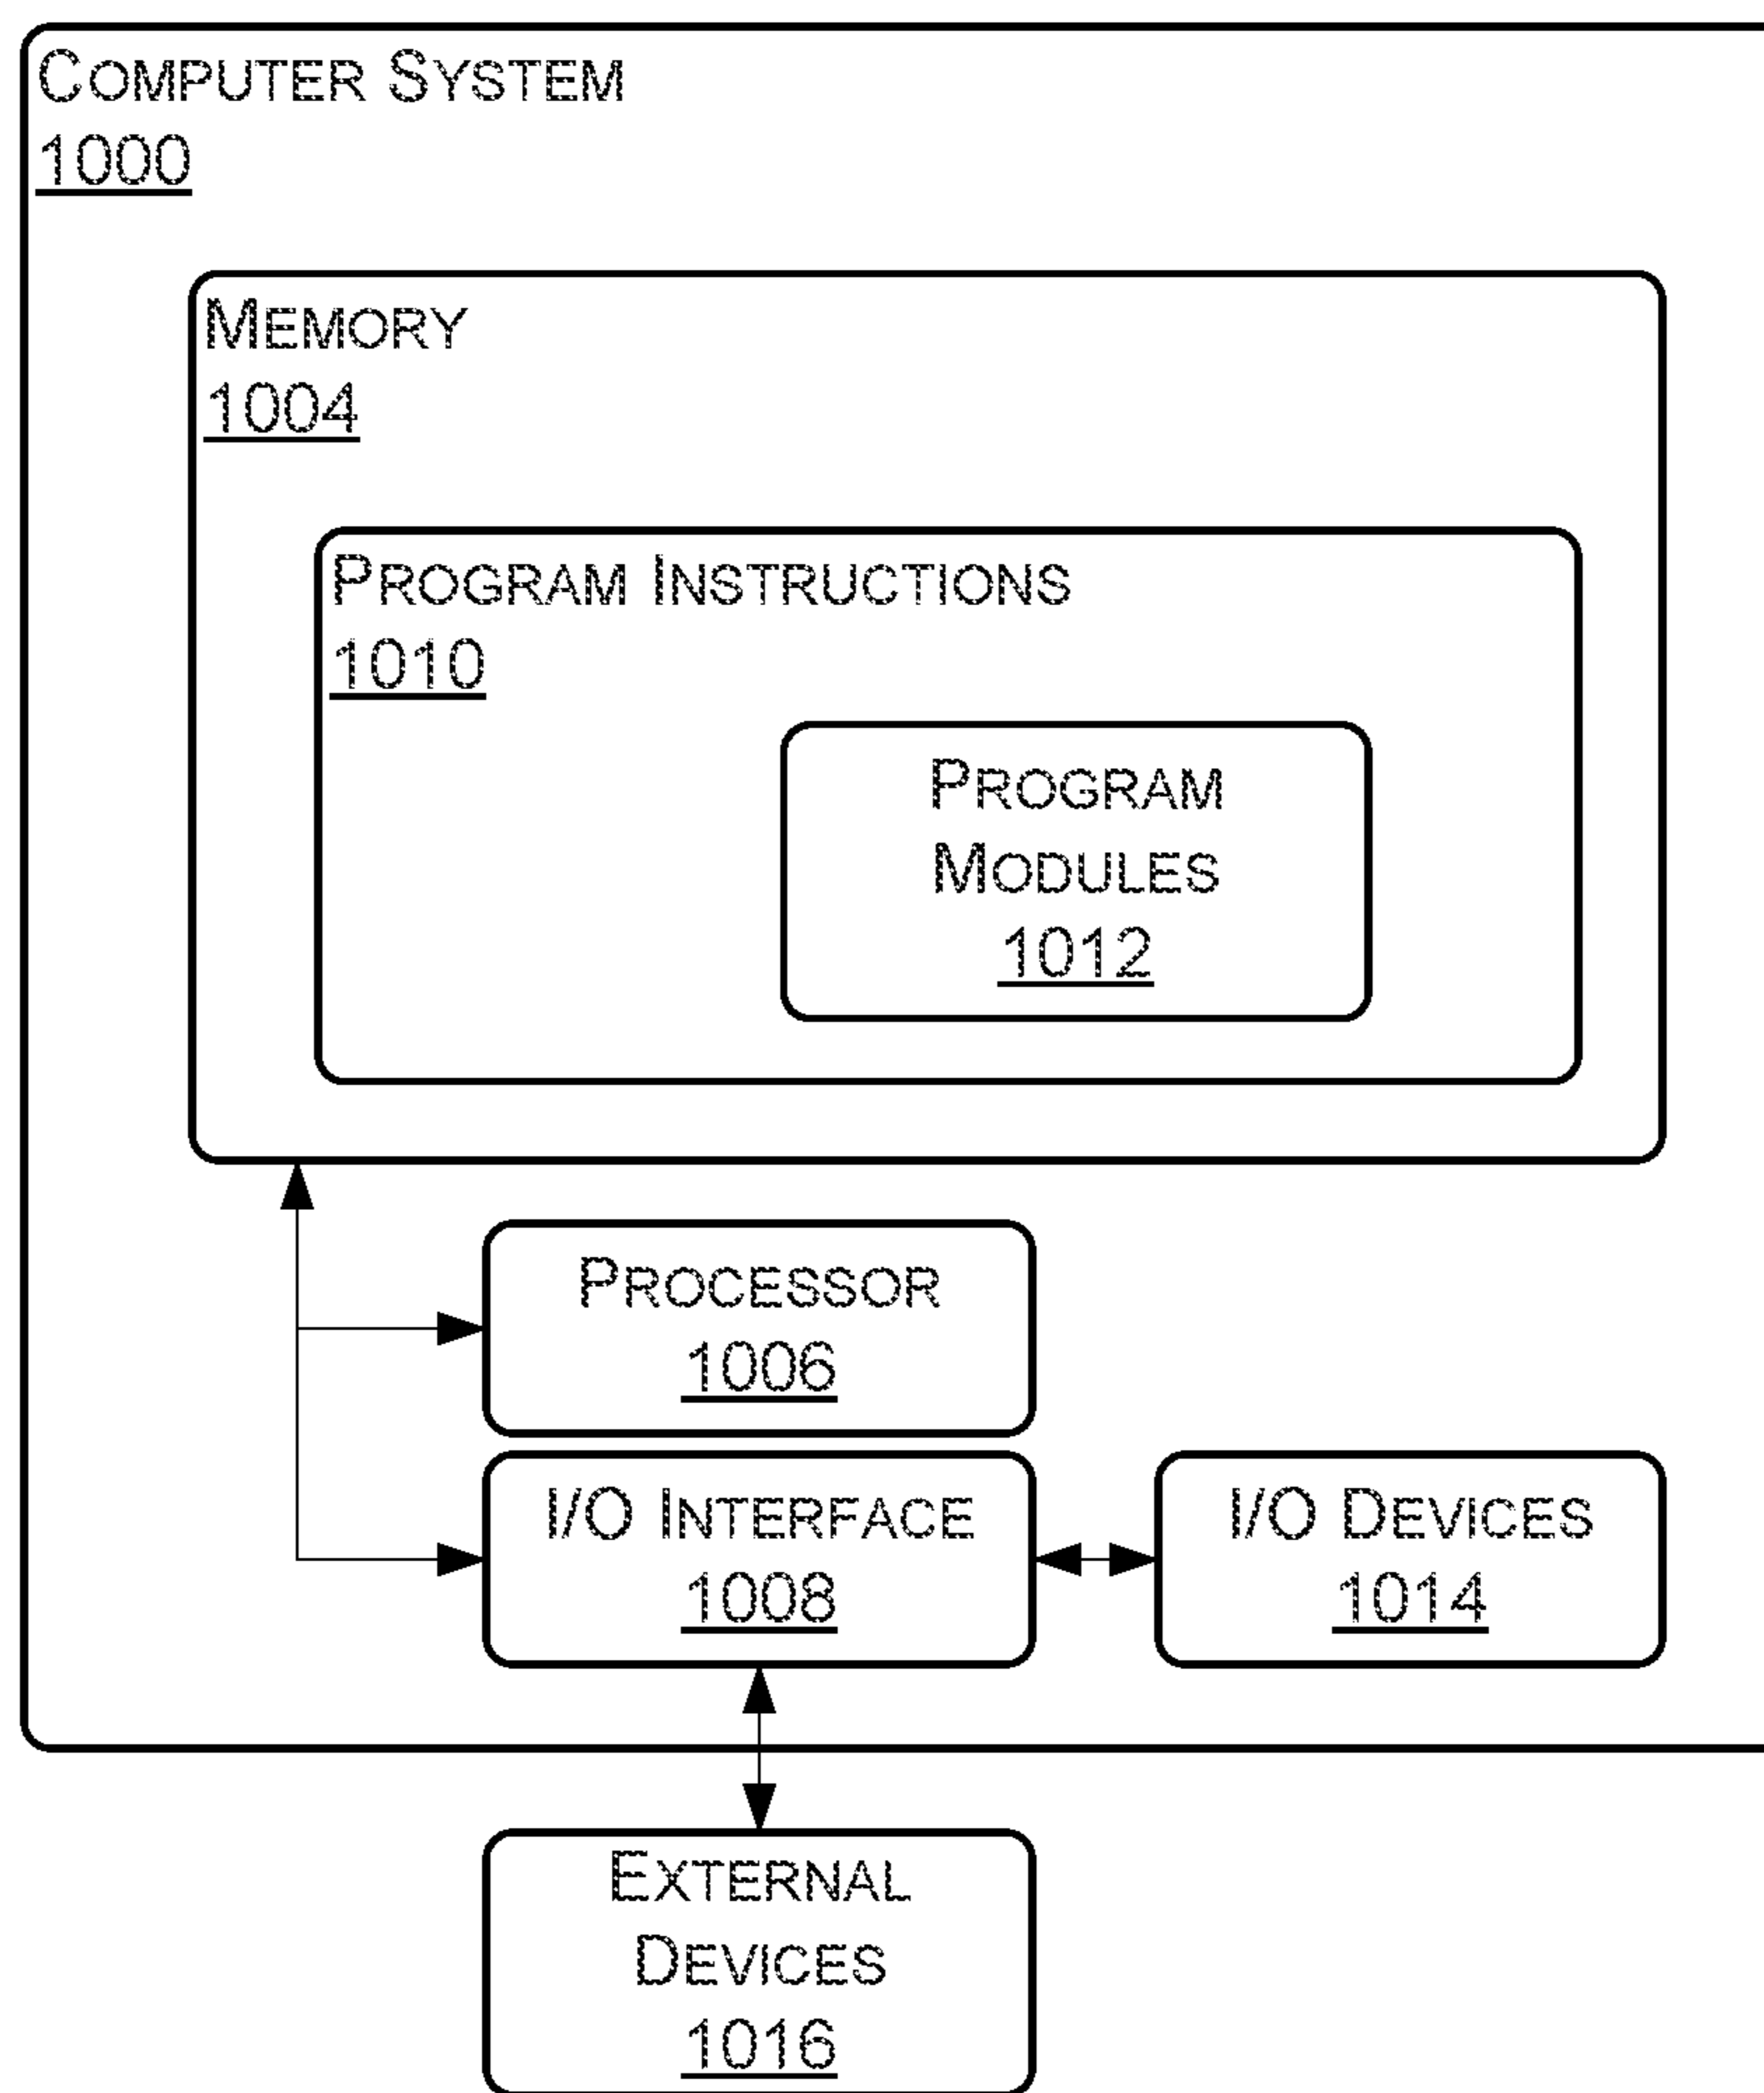 COMPUTER SYSTEM
1000
MEMORY
1004
PROGRAM INSTRUCTIONS
1010
PROGRAM
MODULES
1012
PROCESSOR
1006
I/O INTERFACE
1008
I/O DEVICES
1014
EXTERNAL
DEVICES
1016